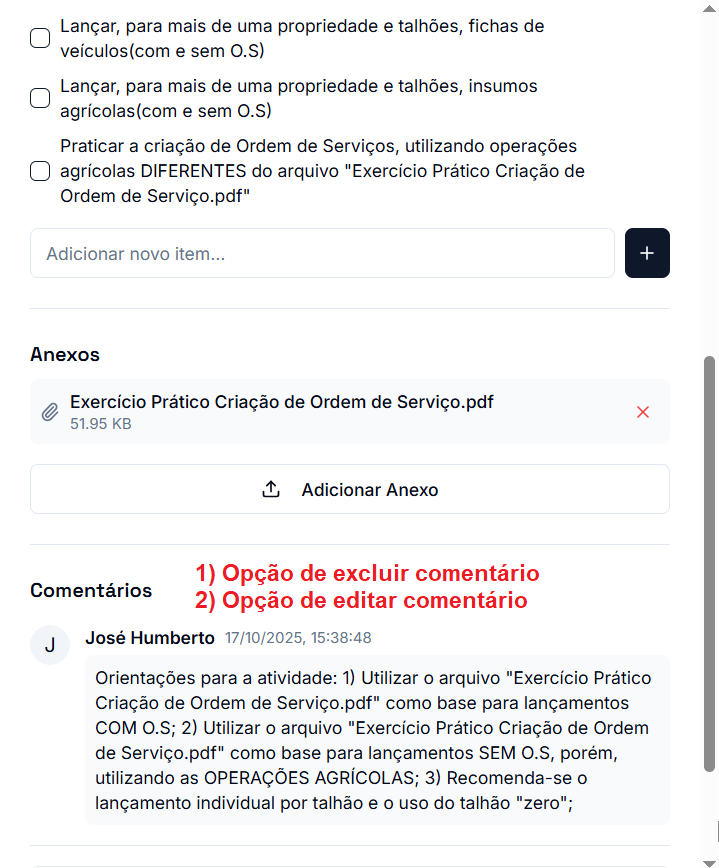 Lançar, para mais de uma propriedade e talhões, fichas de
veículos(com e sem O.S)
Lançar, para mais de uma propriedade e talhões, insumos
agrícolas(com e sem O.S)
Praticar a criação de Ordem de Serviços, utilizando operações
agrícolas DIFERENTES do arquivo "Exercício Prático Criação de
Ordem de Serviço.pdf"
Adicionar novo item...
Anexos
Exercício Prático Criação de Ordem de Serviço.pdf
51.95 KB
Adicionar Anexo
1) Opção de excluir comentário
Comentários
2) Opção de editar comentário
J
José Humberto 17/10/2025, 15:38:48
Orientações para a atividade: 1) Utilizar o arquivo "Exercício Prático
Criação de Ordem de Serviço.pdf" como base para lançamentos
COM O.S; 2) Utilizar o arquivo "Exercício Prático Criação de Ordem
de Serviço.pdf" como base para lançamentos SEM O.S, porém,
utilizando as OPERAÇÕES AGRÍCOLAS; 3) Recomenda-se o
lançamento individual por talhão e o uso do talhão "zero";